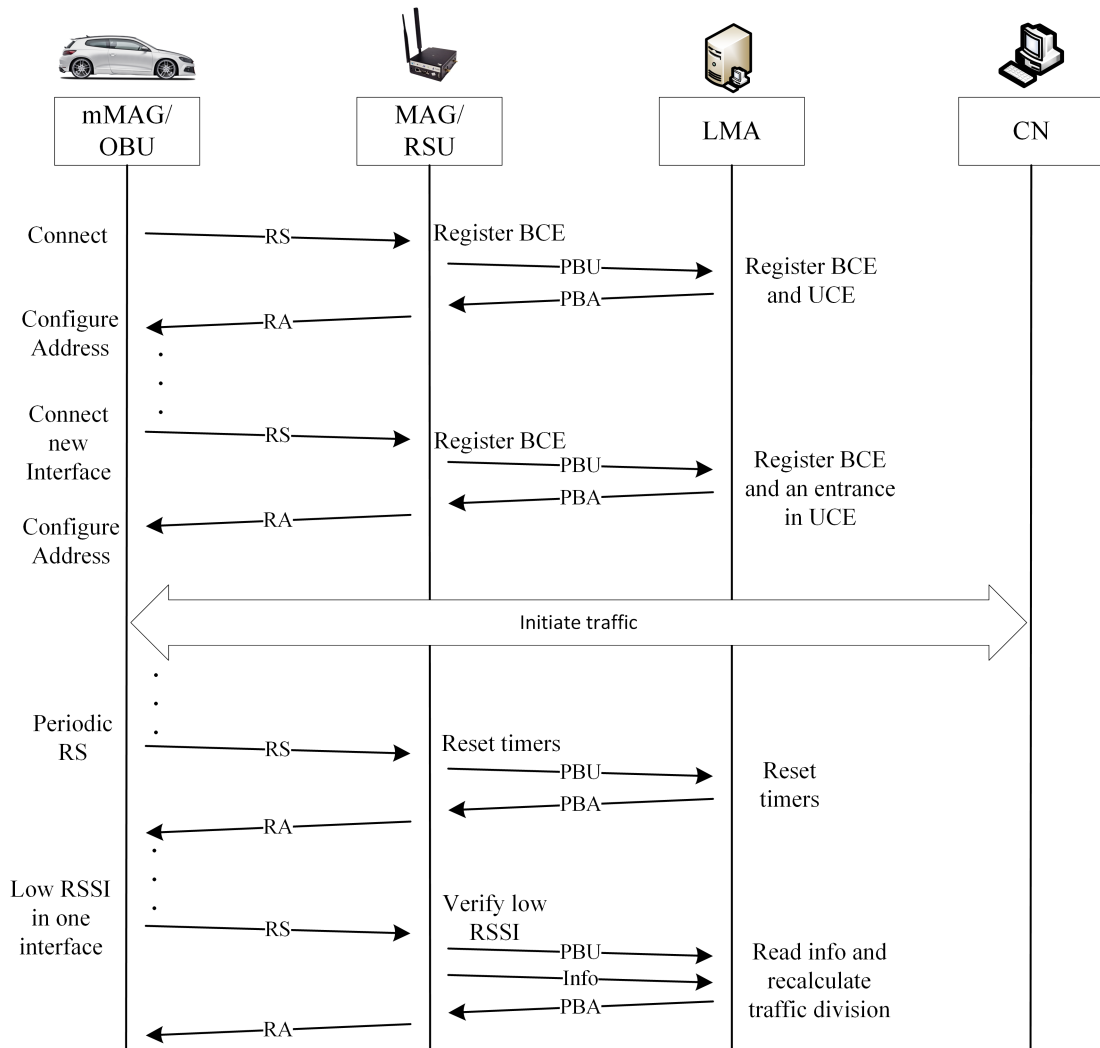 mMAG/
OBU
MAG/
RSU
LMA
CN
Connect
RS
Register BCE
PBU
Register BCE
and UCE
PBA
RA
Configure
Address
Connect
new
Interface
RS
Register BCE
PBU
Register BCE
and an entrance
in UCE
PBA
RA
Configure
Address
Initiate traffic
Periodic
RS
RS
Reset timers
PBU
Reset
timers
PBA
RA
Low RSSI
in one
interface
RS
Verify low
RSSI
PBU
Info
Read info and
recalculate
traffic division
PBA
RA